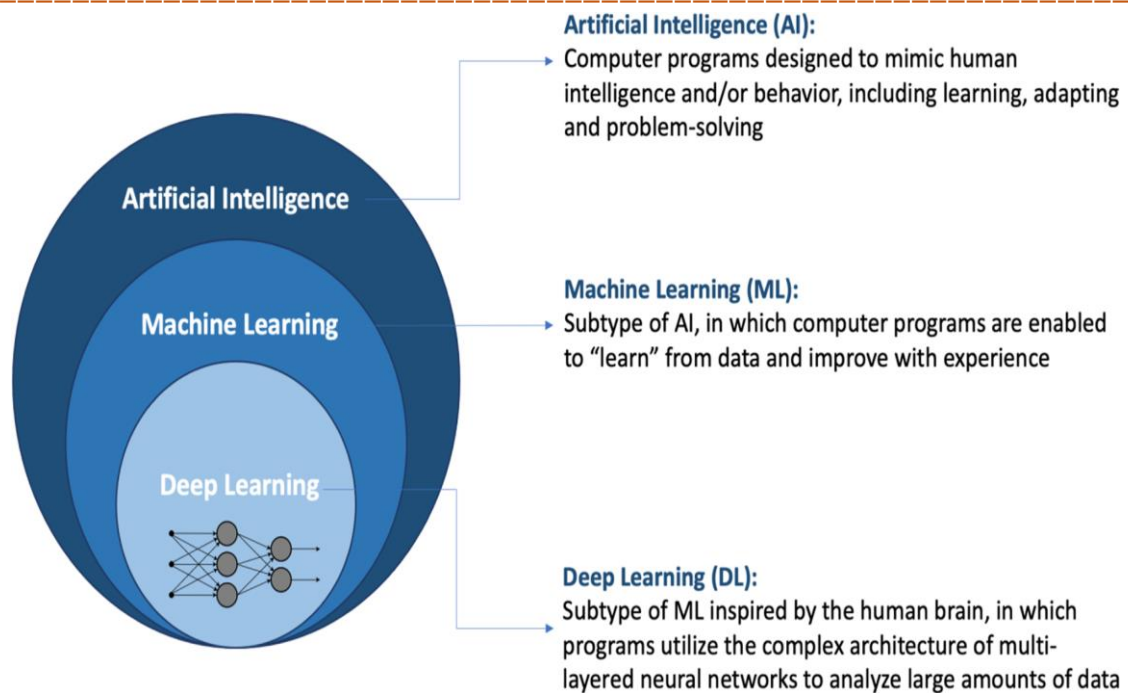 Artificial Intelligence (AI):
Computer programs designed to mimic human
intelligence and/or behavior, including learning, adapting
and problem-solving
Artificial Intelligence
Machine Learning (ML):
Machine Learning
Subtype of AI, in which computer programs are enabled
to “learn” from data and improve with experience
Deep Learning
Deep Learning (DL):
Subtype of ML inspired by the human brain, in which
programs utilize the complex architecture of multi-
layered neural networks to analyze large amounts of data